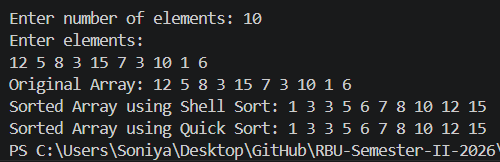 Enter number of elements: 10
Enter elements:
12 5 8 3 15 7 3 10 1 6
Original Array: 12 5 8 3 15 7 3 10 1 6
Sorted Array using Shell Sort: 1 3 3 5 6 7 8 10 12 15
Sorted Array using Quick Sort: 1 3 3 5 6 7 8 10 12 15
PS C:\Users\Soniya\Desktop\GitHub\RBU-Semester-II-2026\